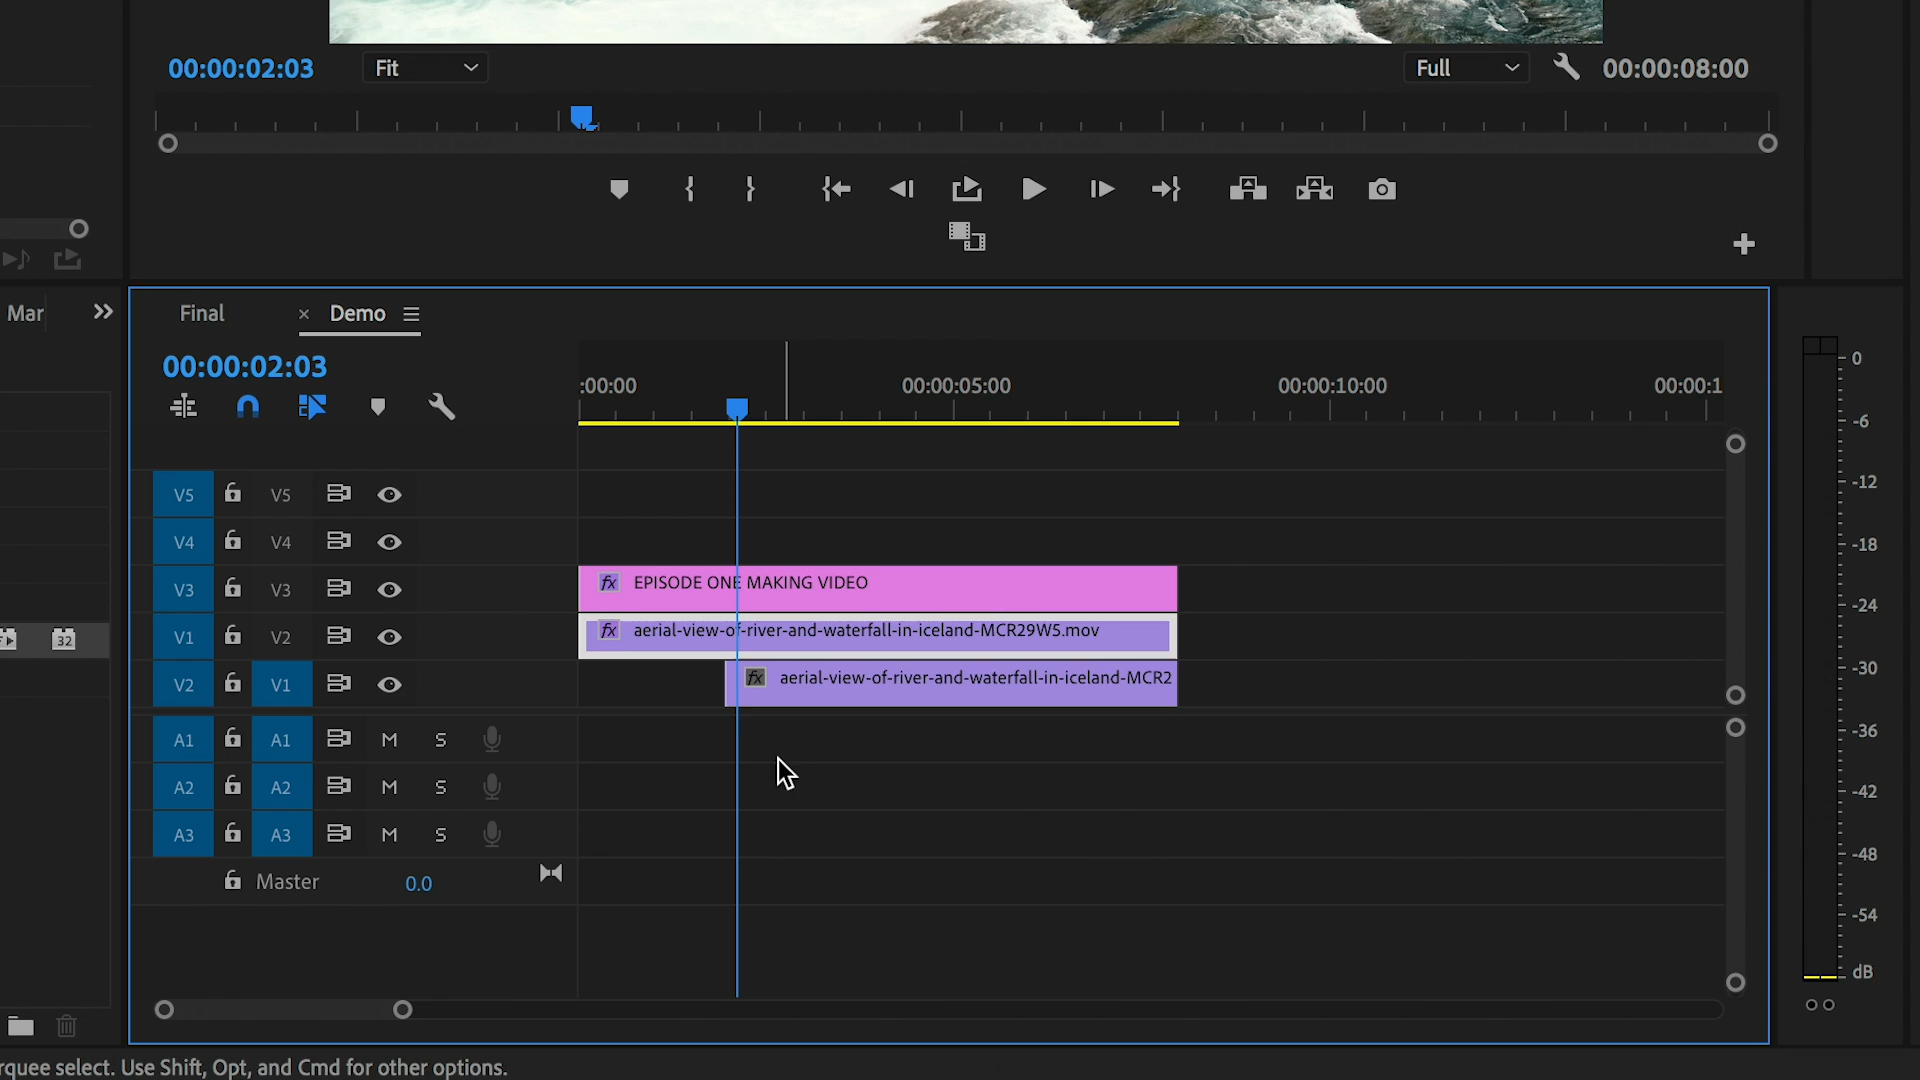 00:00:02:03 Fit Full 00:00:08:00
Mar Final Demo
00:00:02:03
:00:00 00:00:05:00 00:00:10:00 00:00:1
V5 V5
V4 V4
V3 V3 fx EPISODE ONE MAKING VIDEO
V1 V2 fx aerial-view-of-river-and-waterfall-in-iceland-MCR29W5.mov
V2 V1 fx aerial-view-of-river-and-waterfall-in-iceland-MCR2
A1 A1 M S
A2 A2 M S
A3 A3 M S
Master 0.0
32
0
-6
-12
-18
-24
-30
-36
-42
-48
-54
dB
rquee select. Use Shift, Opt, and Cmd for other options.